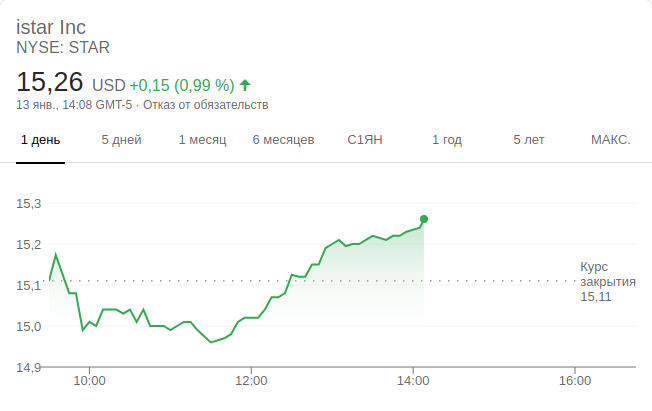 istar Inc
NYSE: STAR
15,26 USD +0,15 (0,99 %)
13 янв., 14:08 GMT-5 · Отказ от обязательств
1 день 5 дней 1 месяц 6 месяцев С1ЯН 1 год 5 лет МАКС.
15,3
15,2
15,1
15,0
14,9
Курс
закрытия
15,11
10:00 12:00 14:00 16:00